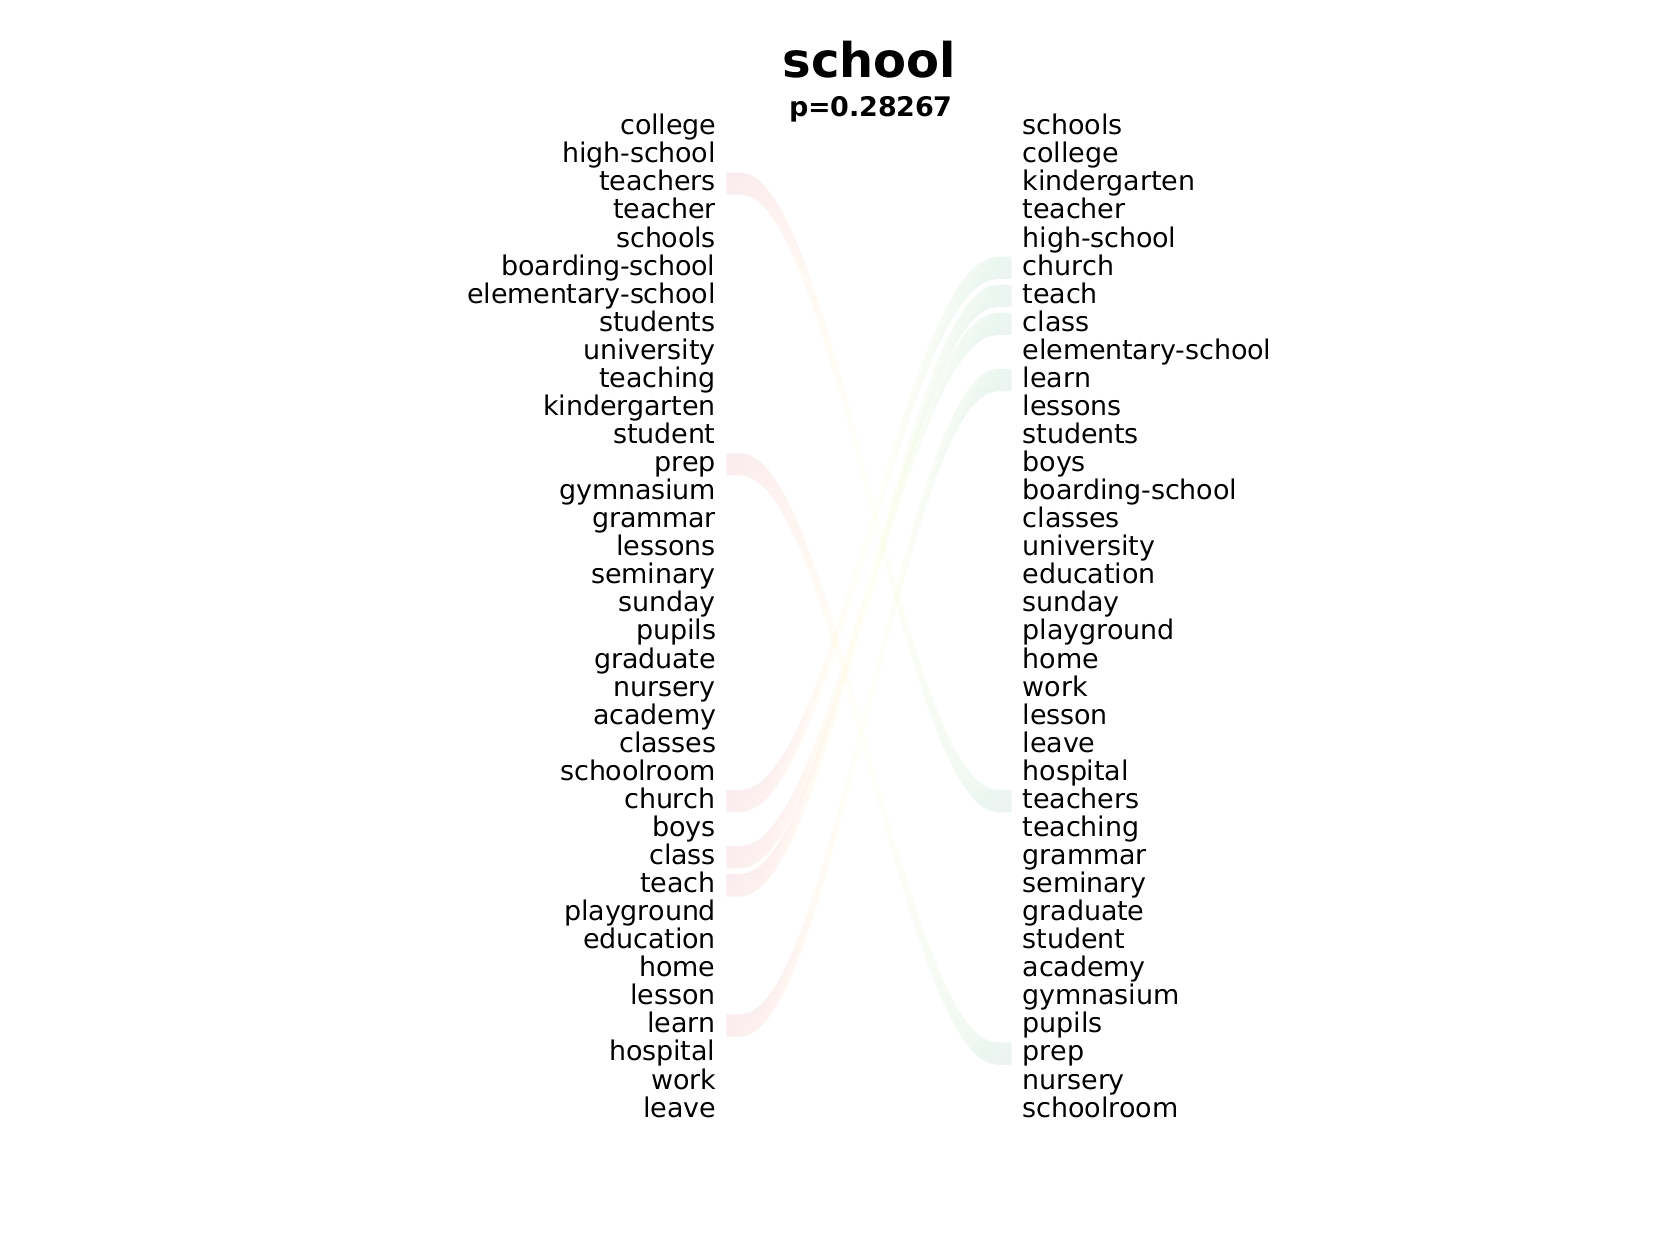 school
p=0.28267
college
high-school
teachers
teacher
schools
boarding-school
elementary-school
students
university
teaching
kindergarten
student
prep
gymnasium
grammar
lessons
seminary
sunday
pupils
graduate
nursery
academy
classes
schoolroom
church
boys
class
teach
playground
education
home
lesson
learn
hospital
work
leave
schools
college
kindergarten
teacher
high-school
church
teach
class
elementary-school
learn
lessons
students
boys
boarding-school
classes
university
education
sunday
playground
home
work
lesson
leave
hospital
teachers
teaching
grammar
seminary
graduate
student
academy
gymnasium
pupils
prep
nursery
schoolroom